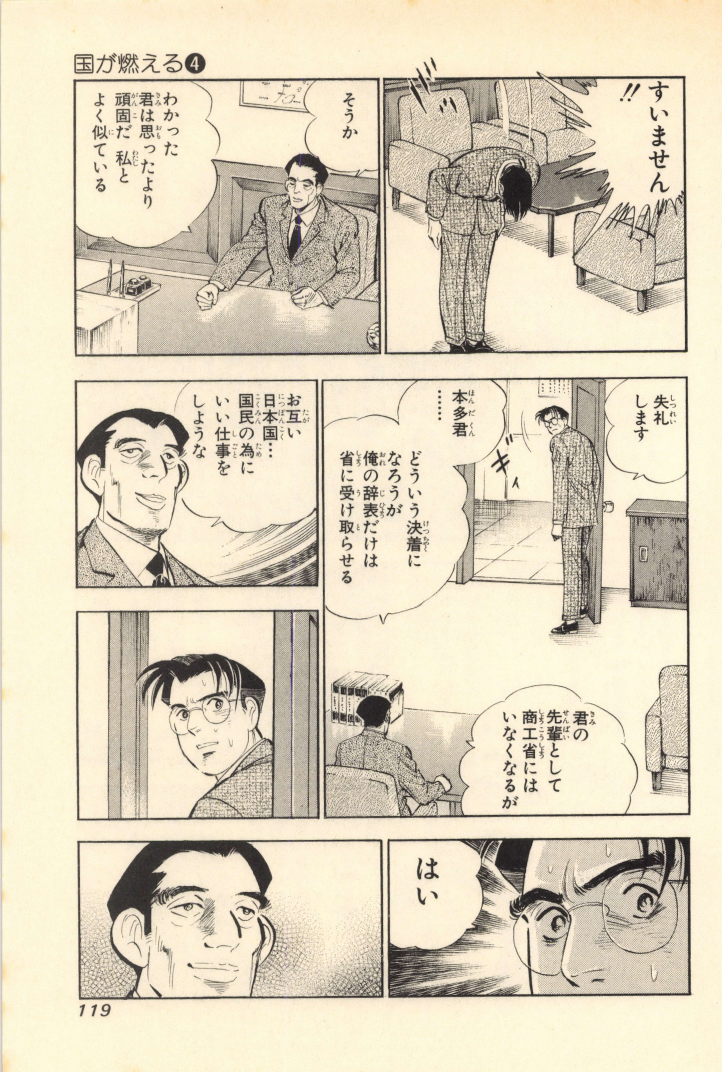 国が燃える❹
すいません
!!
そうか
わかった
君は思ったより
頑固だ 私と
よく似ている
失礼
します
ギィ
本多君
……
どういう決着に
なろうが
俺の辞表だけは
省に受け取らせる
君の
先輩として
商工省には
いなくなるが
お互い
日本国…
国民の為に
いい仕事を
しような
はい
119